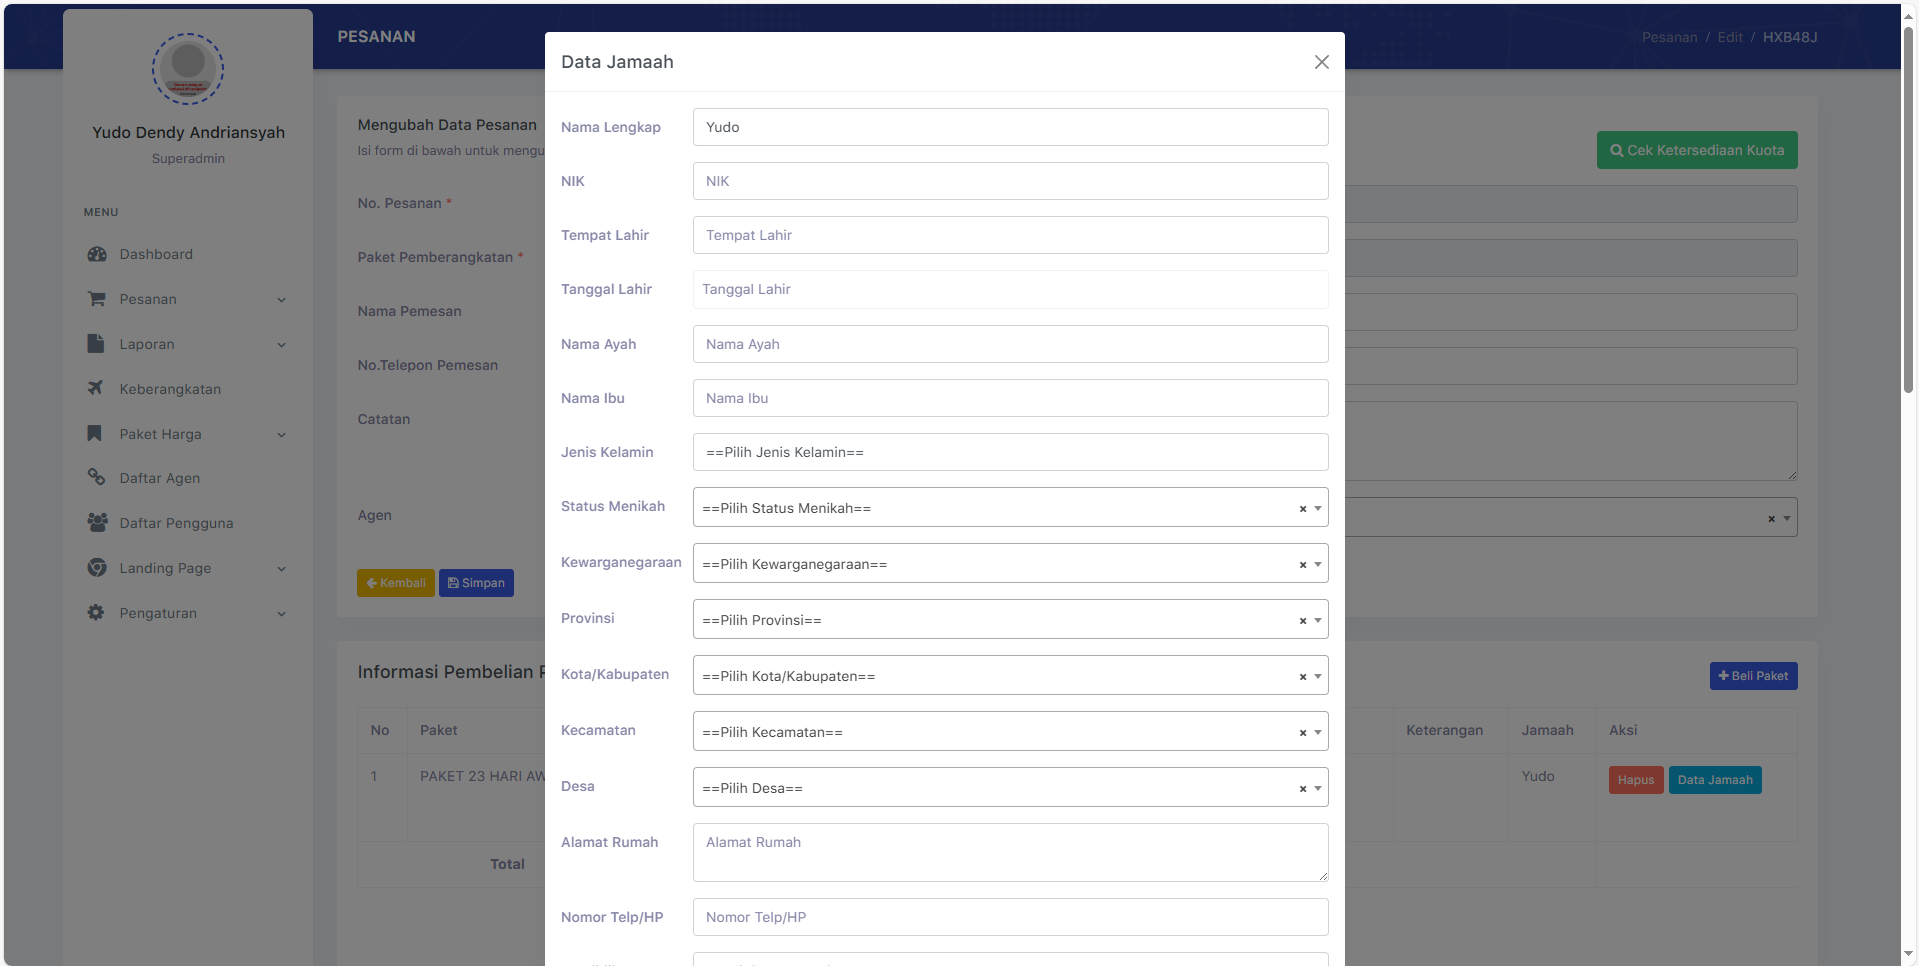 PESANAN
Pesanan / Edit / HXB48J
Yudo Dendy Andriansyah
Superadmin
MENU
Dashboard
Pesanan
Laporan
Keberangkatan
Paket Harga
Daftar Agen
Daftar Pengguna
Landing Page
Pengaturan
Mengubah Data Pesanan
Isi form di bawah untuk mengu
Cek Ketersediaan Kuota
No. Pesanan *
Paket Pemberangkatan *
Nama Pemesan
No.Telepon Pemesan
Catatan
Agen
×
Kembali
Simpan
Informasi Pembelian P
Beli Paket
No Paket Keterangan Jamaah Aksi
1 PAKET 23 HARI AW Yudo Hapus Data Jamaah
Total
Data Jamaah
Nama Lengkap Yudo
NIK NIK
Tempat Lahir Tempat Lahir
Tanggal Lahir Tanggal Lahir
Nama Ayah Nama Ayah
Nama Ibu Nama Ibu
Jenis Kelamin ==Pilih Jenis Kelamin==
Status Menikah ==Pilih Status Menikah== ×
Kewarganegaraan ==Pilih Kewarganegaraan== ×
Provinsi ==Pilih Provinsi== ×
Kota/Kabupaten ==Pilih Kota/Kabupaten== ×
Kecamatan ==Pilih Kecamatan== ×
Desa ==Pilih Desa== ×
Alamat Rumah Alamat Rumah
Nomor Telp/HP Nomor Telp/HP